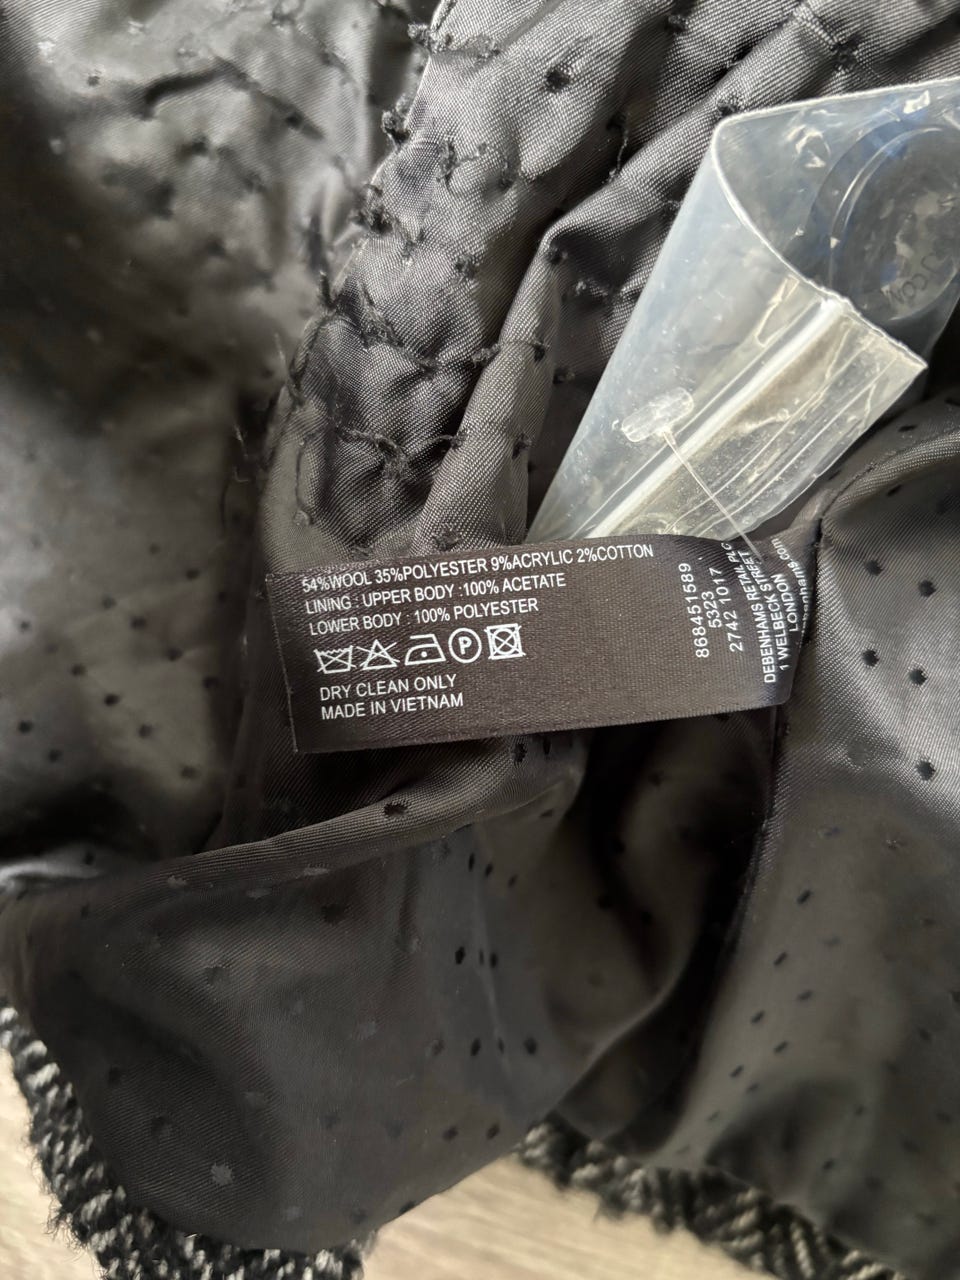 54%WOOL 35%POLYESTER 9%ACRYLIC 2%COTTON
LINING : UPPER BODY :100% ACETATE
LOWER BODY : 100% POLYESTER
P
DRY CLEAN ONLY
MADE IN VIETNAM
868451589
5323
2742 1017
DEBENHAMS RETAIL PLC
1 WELBECK STREET
LONDON